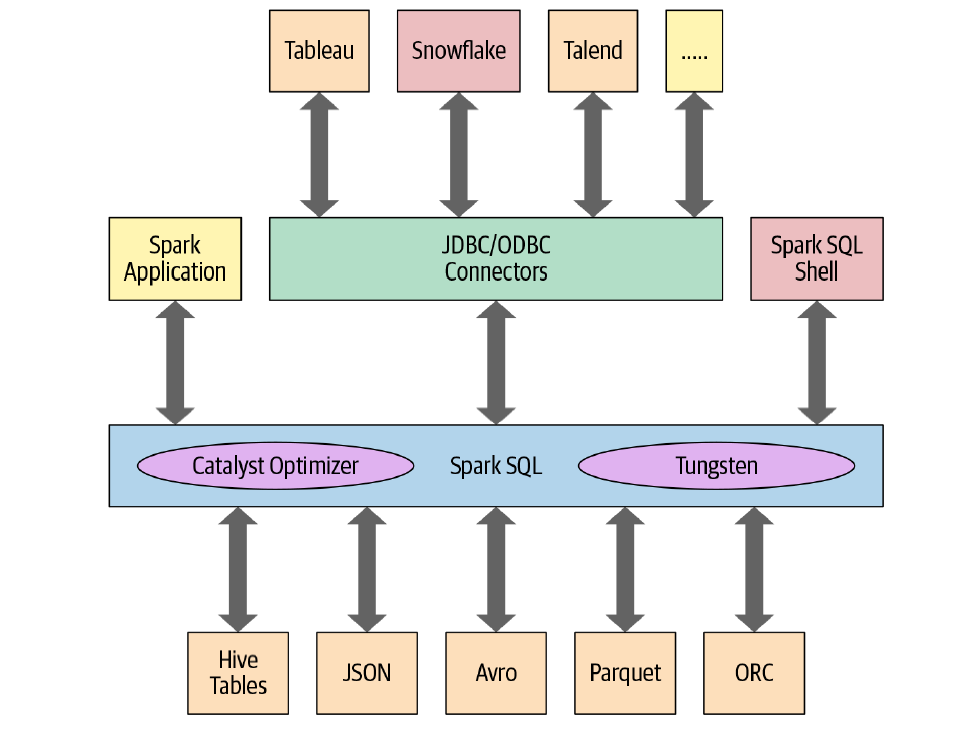 Tableau
Snowflake
Talend
.....
Spark
Application
JDBC/ODBC
Connectors
Spark SQL
Shell
Catalyst Optimizer
Spark SQL
Tungsten
Hive
Tables
JSON
Avro
Parquet
ORC